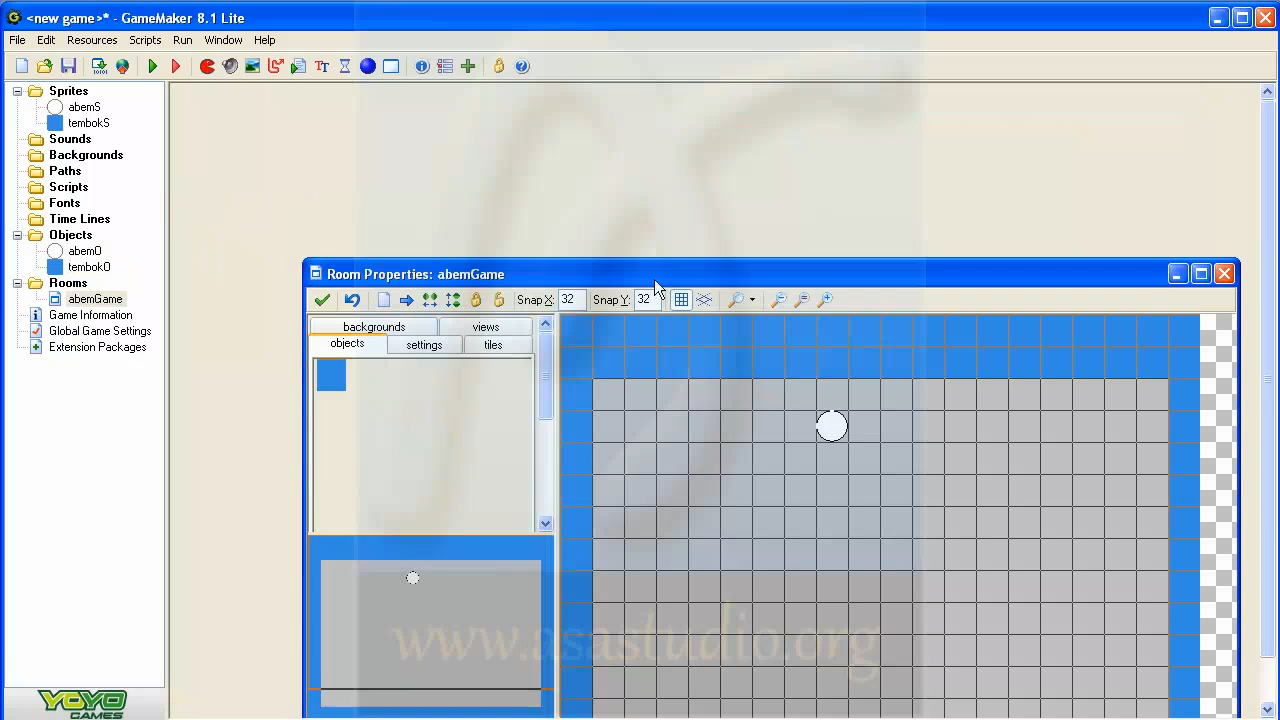 <new game>* - GameMaker 8.1 Lite
File Edit Resources Scripts Run Window Help
Sprites
abemS
tembokS
Sounds
Backgrounds
Paths
Scripts
Fonts
Time Lines
Objects
abemO
tembokO
Rooms
abemGame
Game Information
Global Game Settings
Extension Packages
YOYO
GAMES
Room Properties: abemGame
Snap X: 32 Snap Y: 32
backgrounds views
objects settings tiles
www.asastudio.org